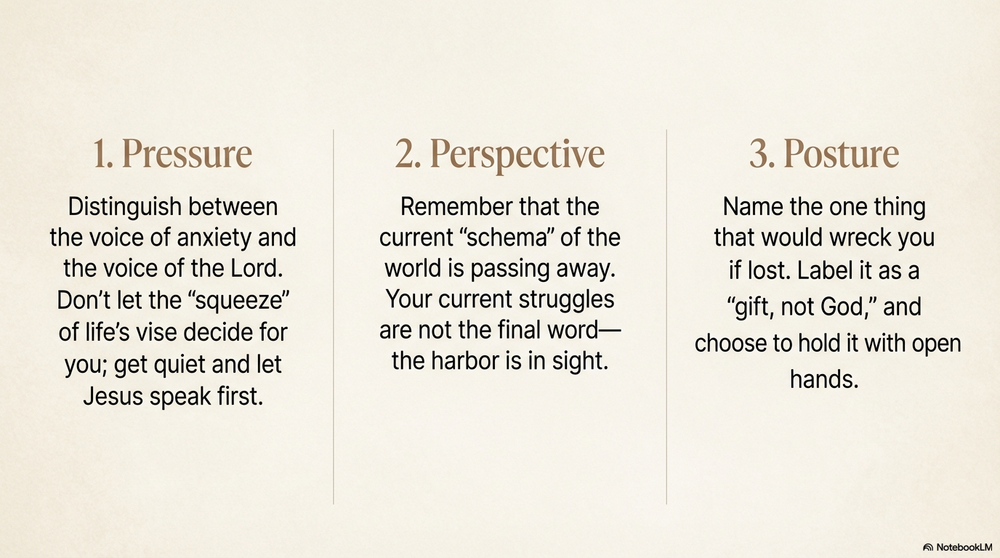 1. Pressure
Distinguish between
the voice of anxiety and
the voice of the Lord.
Don’t let the “squeeze”
of life’s vise decide for
you; get quiet and let
Jesus speak first.
2. Perspective
Remember that the
current “schema” of the
world is passing away.
Your current struggles
are not the final word—
the harbor is in sight.
3. Posture
Name the one thing
that would wreck you
if lost. Label it as a
“gift, not God,” and
choose to hold it with open
hands.
NotebookLM